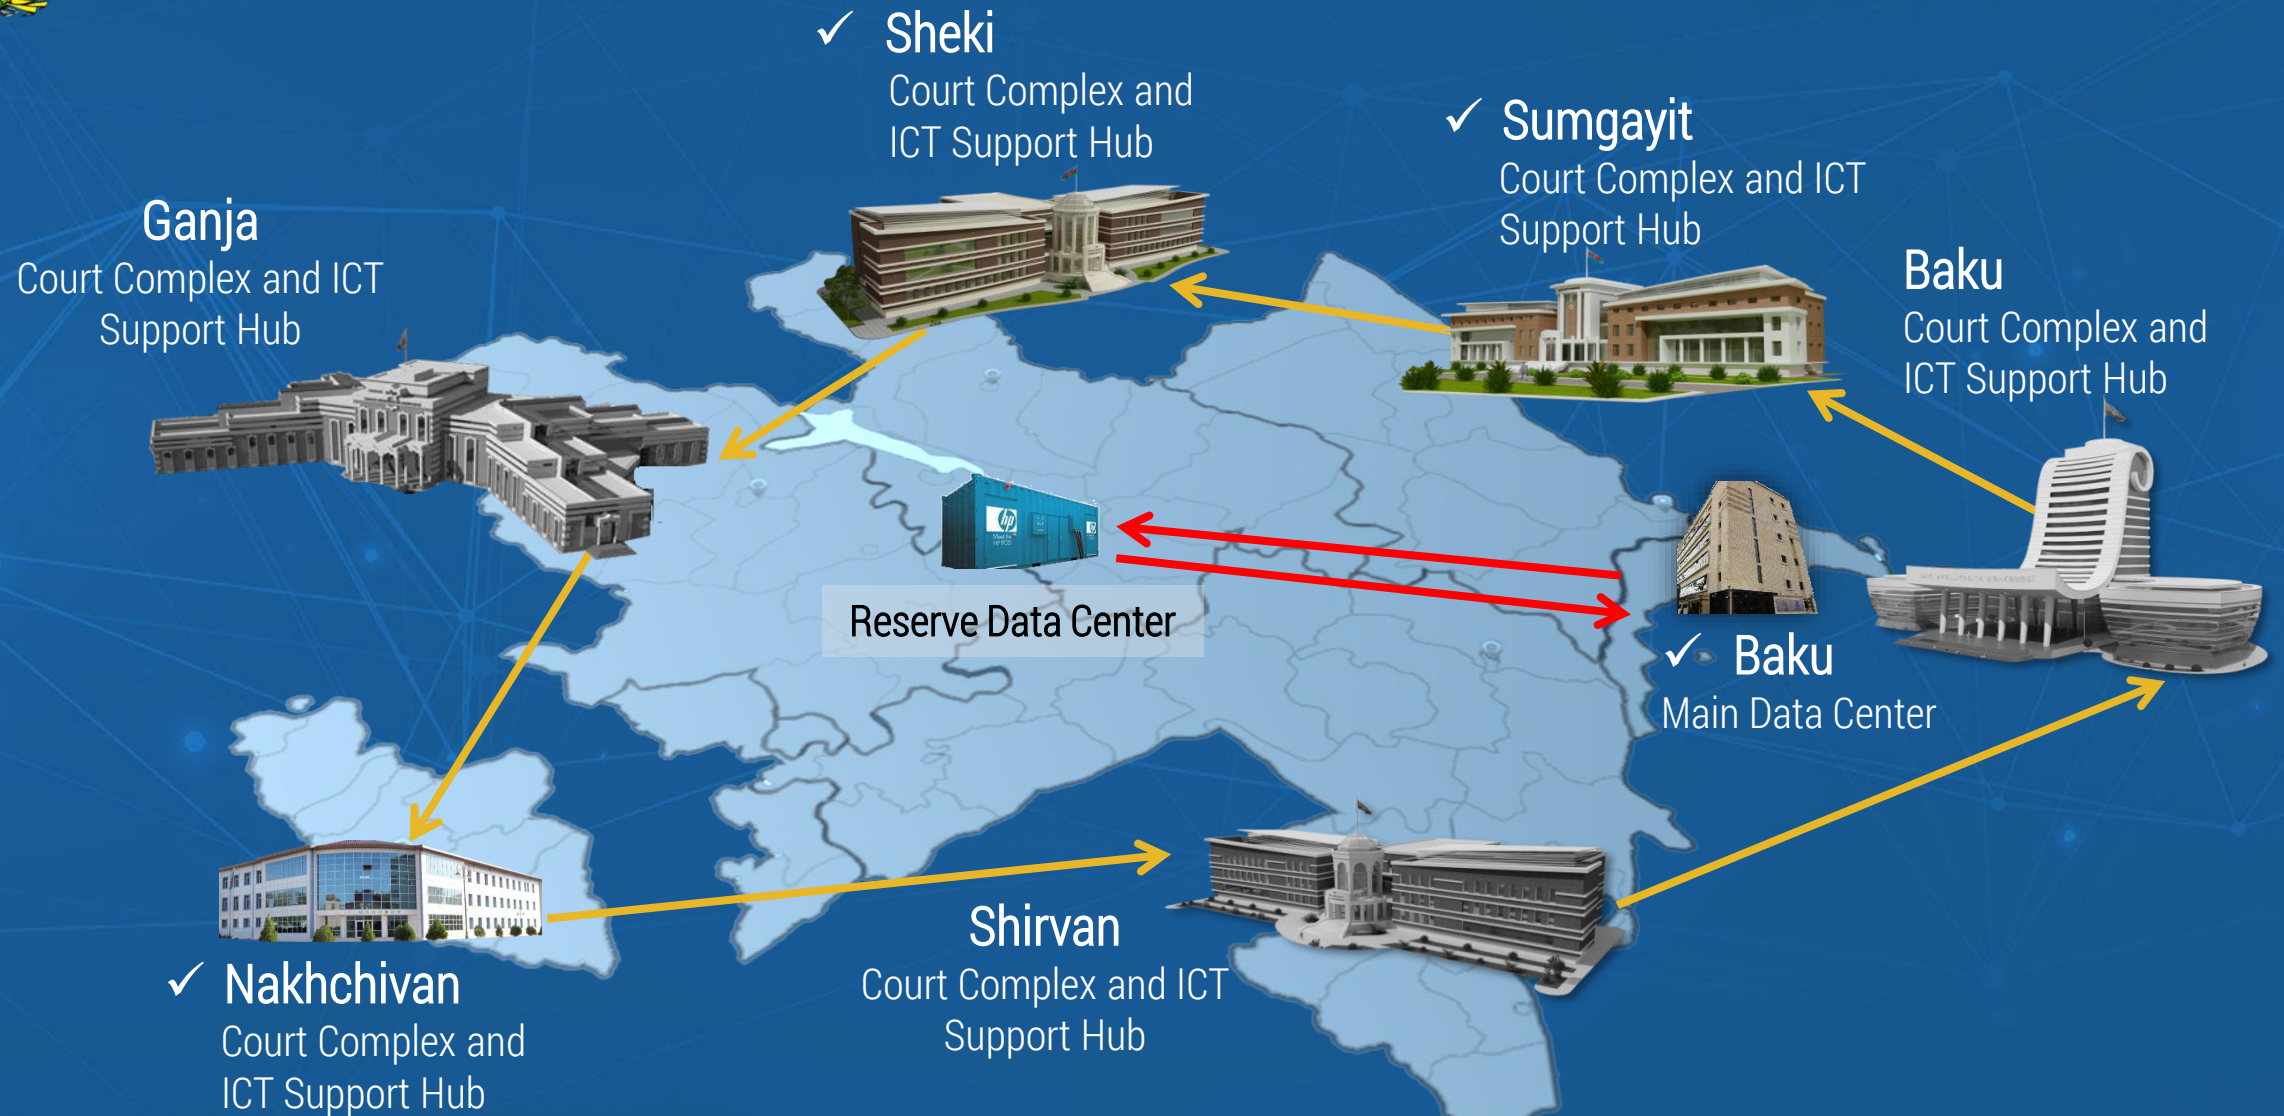 ✓ Sheki
Court Complex and
ICT Support Hub
✓ Sumgayit
Court Complex and ICT
Support Hub
Ganja
Court Complex and ICT
Support Hub
Baku
Court Complex and
ICT Support Hub
hp
Reserve Data Center
✓ Baku
Main Data Center
Shirvan
Court Complex and ICT
Support Hub
✓ Nakhchivan
Court Complex and
ICT Support Hub